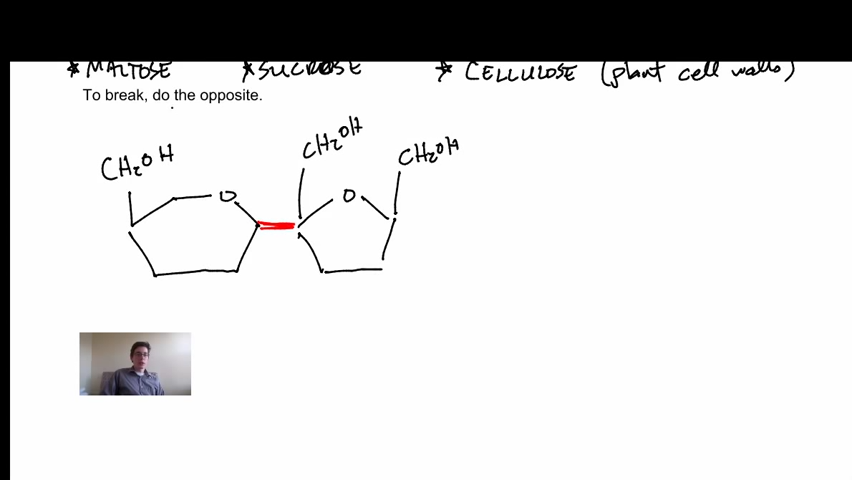 * MALTOSE * SUCROSE * CELLULOSE (plant cell walls)
To break, do the opposite.
CH₂OH CH₂OH CH₂OH
O O